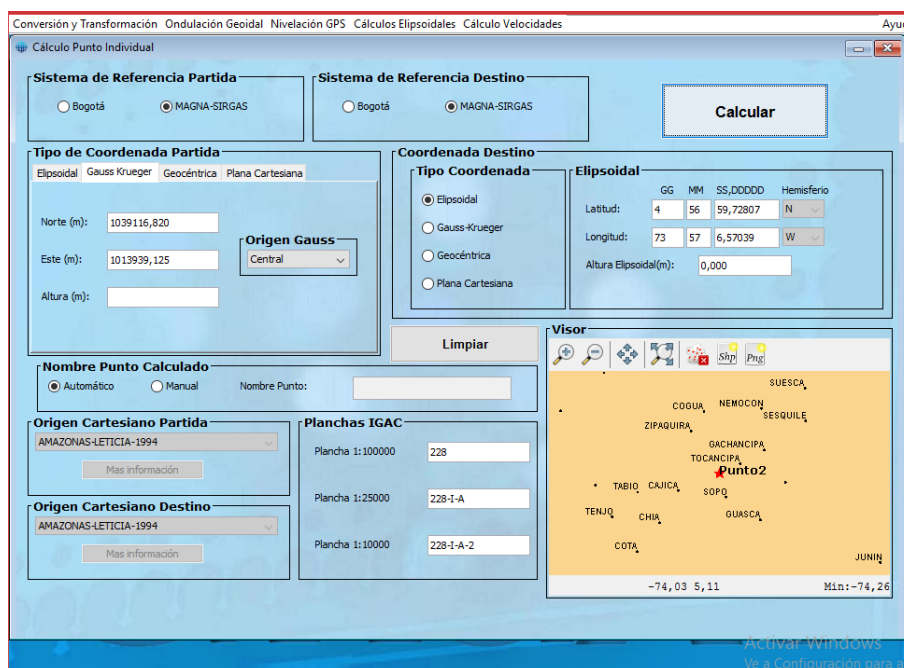 Conversión y Transformación Ondulación Geoidal Nivelación GPS Cálculos Elipsoidales Cálculo Velocidades
Cálculo Punto Individual
Sistema de Referencia Partida
Bogotá MAGNA-SIRGAS
Sistema de Referencia Destino
Bogotá MAGNA-SIRGAS
Calcular
Tipo de Coordenada Partida
Elipsoidal Gauss Krueger Geocéntrica Plana Cartesiana
Norte (m): 1039116,820
Este (m): 1013939,125
Altura (m):
Origen Gauss
Central
Coordenada Destino
Tipo Coordenada
Elipsoidal
Gauss-Krueger
Geocéntrica
Plana Cartesiana
Elipsoidal
GG MM SS,DDDDD Hemisferio
Latitud: 4 56 59,72807 N
Longitud: 73 57 6,57039 W
Altura Elipsoidal(m): 0,000
Limpiar
Nombre Punto Calculado
Automático Manual Nombre Punto:
Origen Cartesiano Partida
AMAZONAS-LETICIA-1994
Mas información
Origen Cartesiano Destino
AMAZONAS-LETICIA-1994
Mas información
Planchas IGAC
Plancha 1:100000 228
Plancha 1:25000 228-I-A
Plancha 1:10000 228-I-A-2
Visor
Shp Png
SUESCA
COGUA NEMOCON
SESQUILE
ZIPAQUIRA
GACHANCIPA
TOCANCIPA
Punto2
TABIO CAJICA
SOPO
TENJO CHIA GUASCA
COTA
JUNIN
-74,03 5,11 Min:-74,26
Activar Windows
Ve a Configuración para